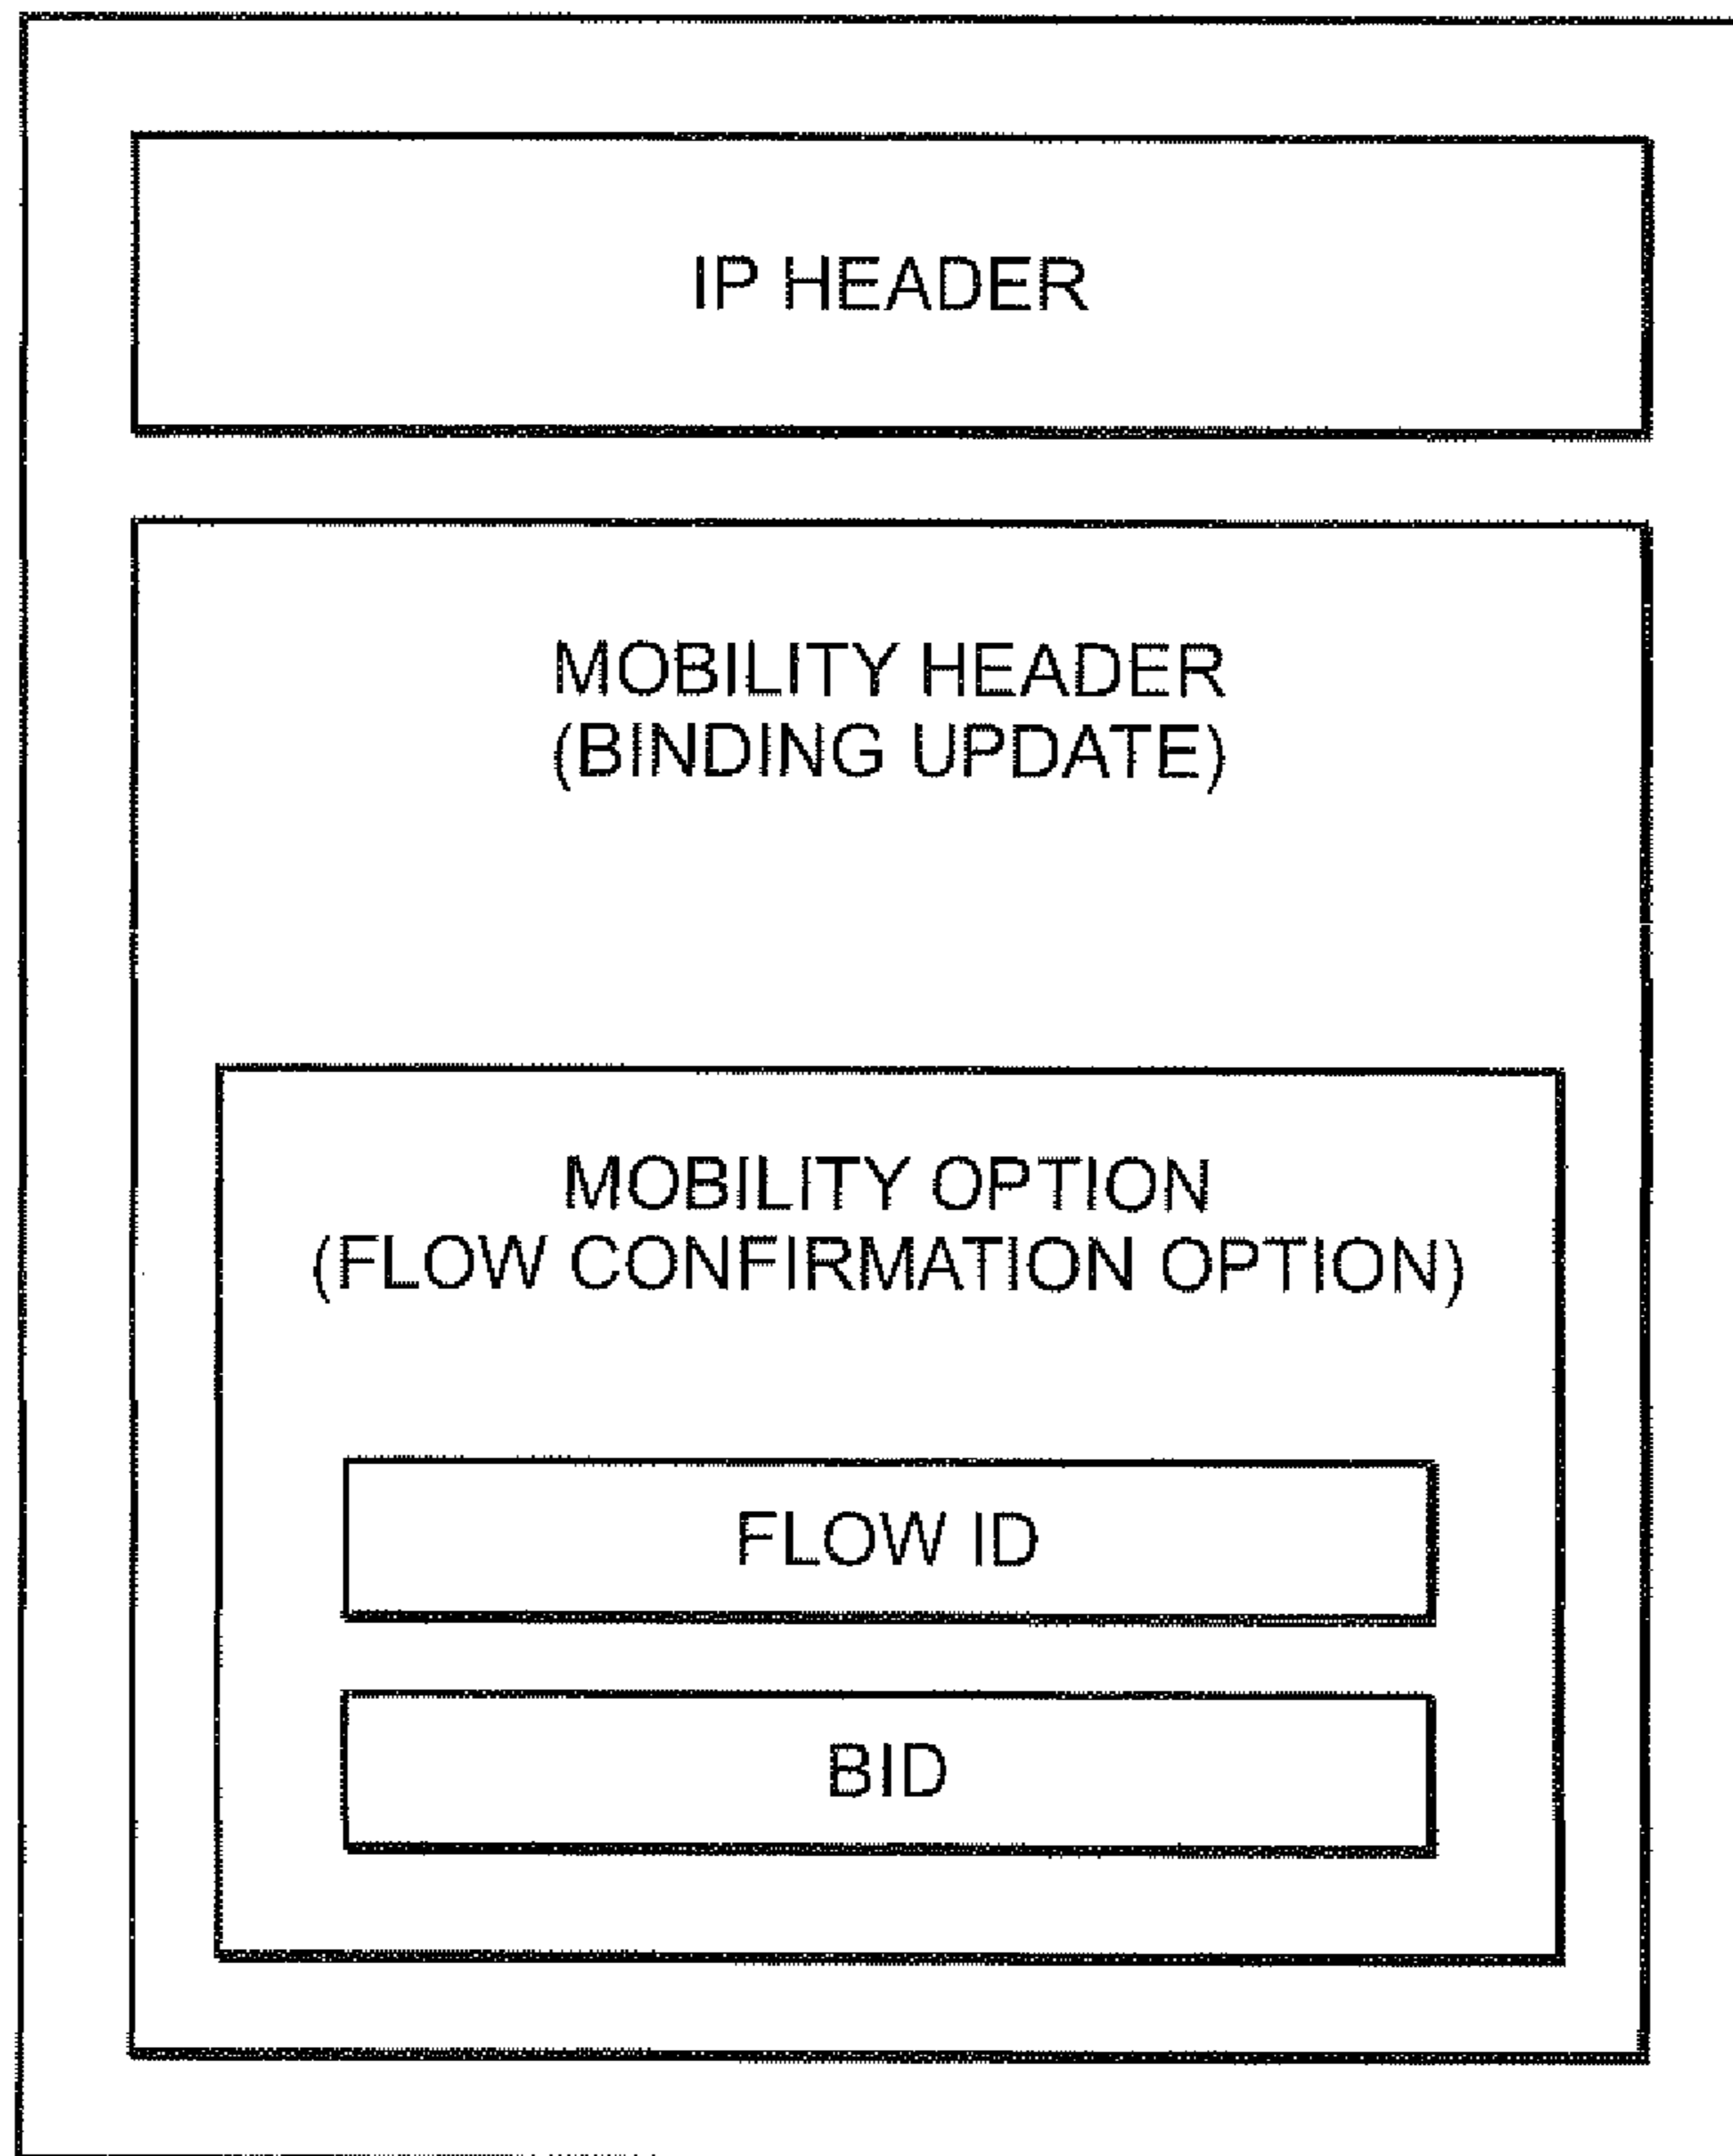 IP HEADER
MOBILITY HEADER
(BINDING UPDATE)
MOBILITY OPTION
(FLOW CONFIRMATION OPTION)
FLOW ID
BID